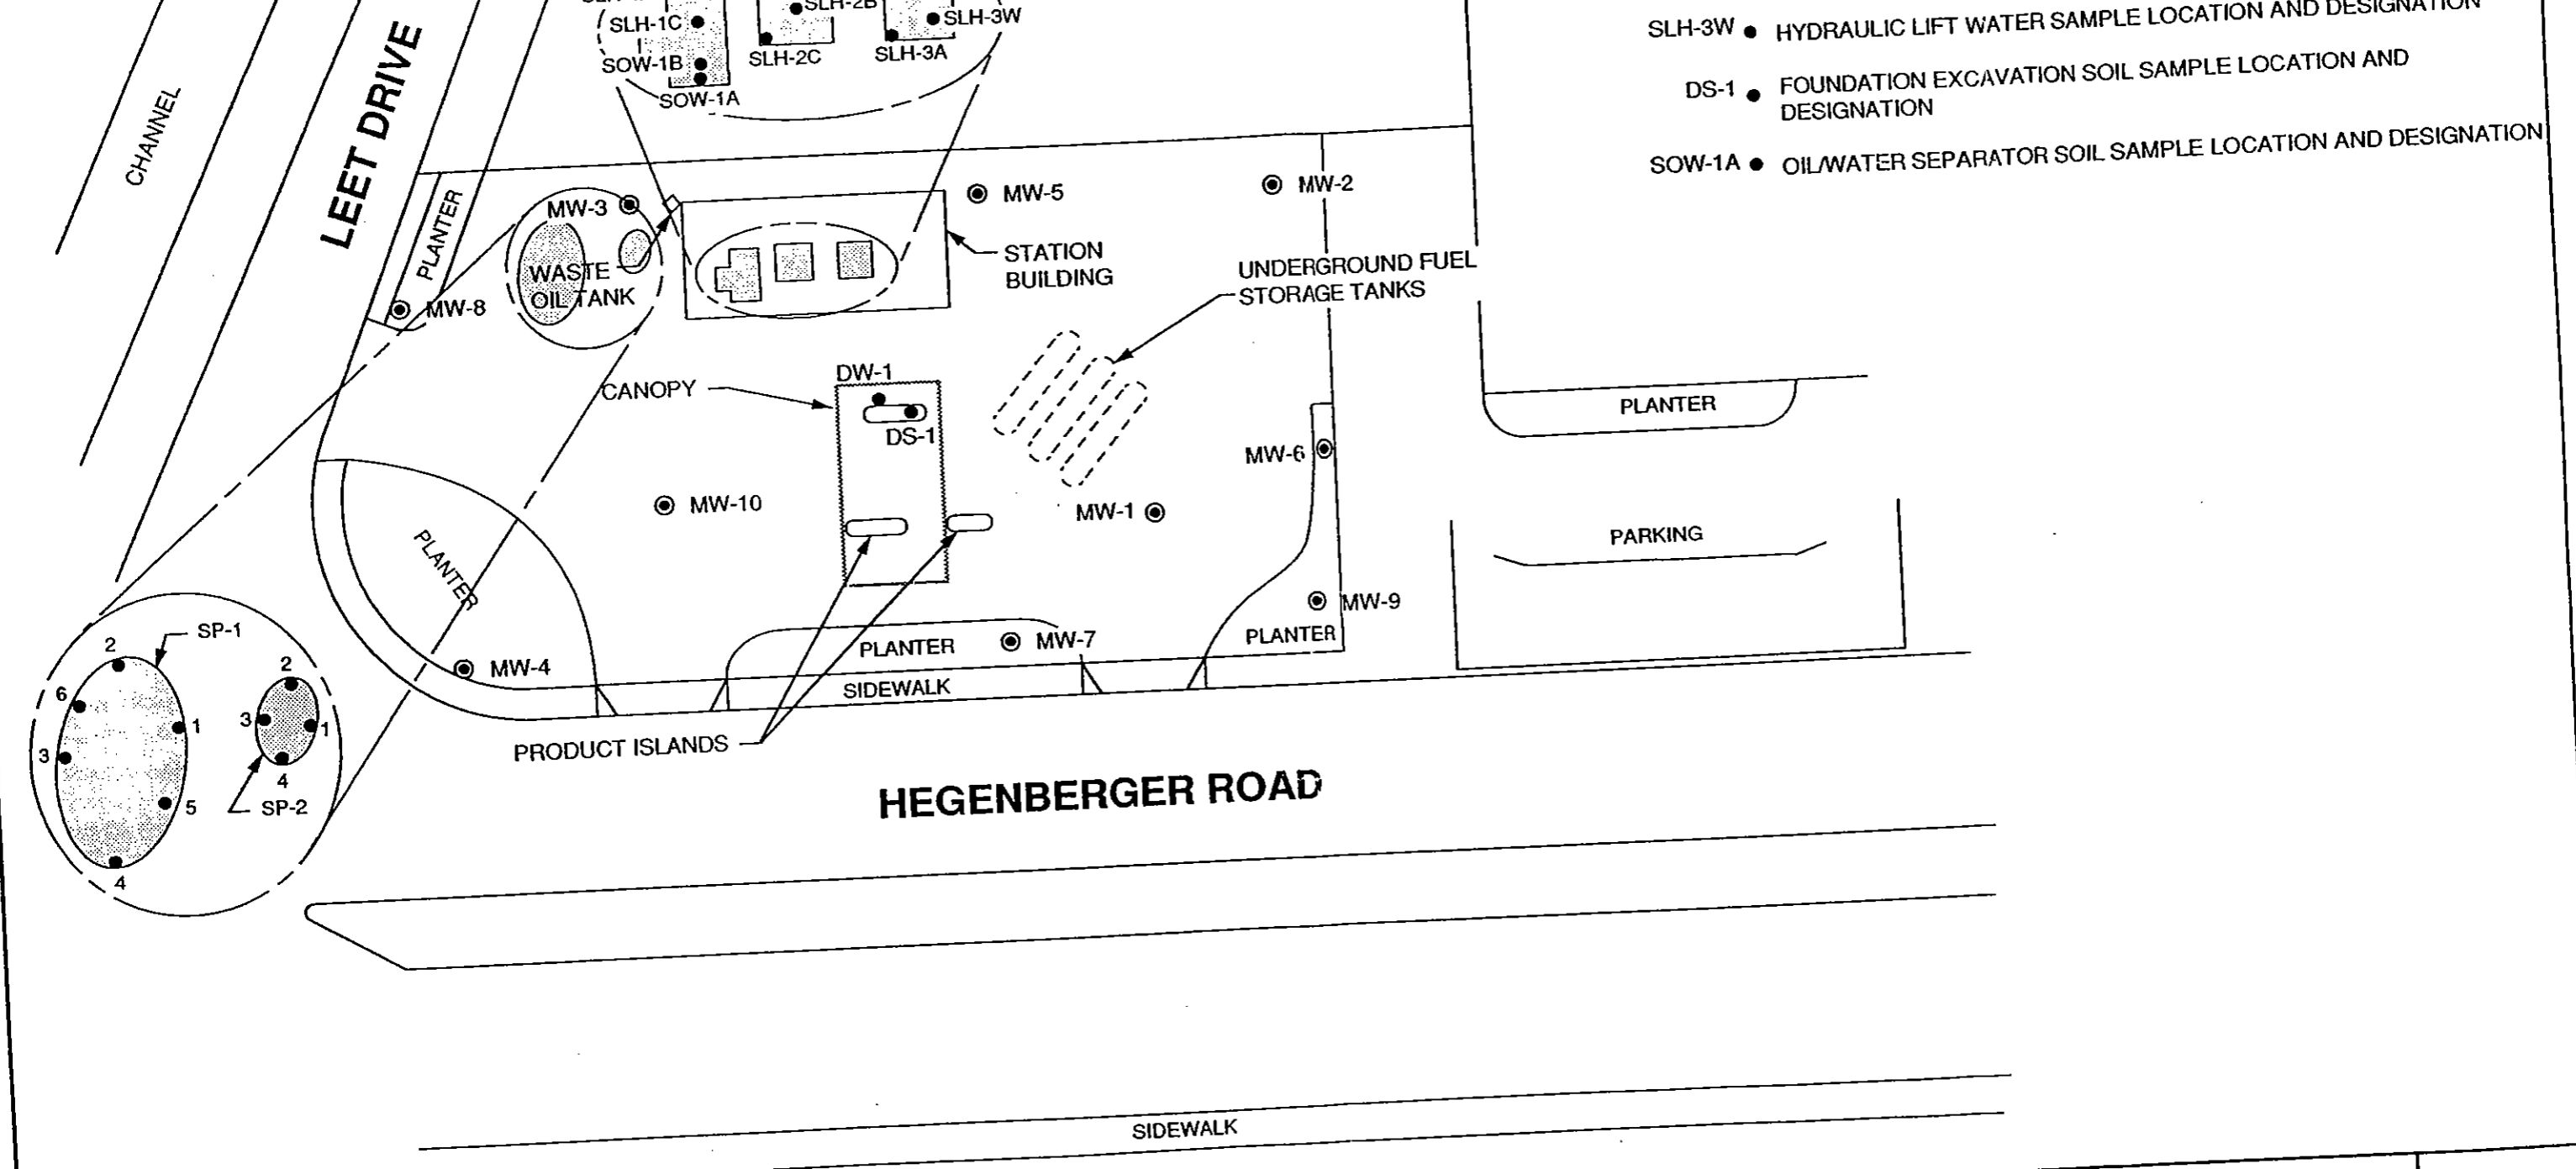 SLH-2B
SLH-1C
SLH-3W
SOW-1B
SLH-2C
SLH-3A
SOW-1A
SLH-3W
HYDRAULIC LIFT WATER SAMPLE LOCATION AND DESIGNATION
DS-1
FOUNDATION EXCAVATION SOIL SAMPLE LOCATION AND
DESIGNATION
SOW-1A
OIL/WATER SEPARATOR SOIL SAMPLE LOCATION AND DESIGNATION
CHANNEL
LEET DRIVE
PLANTER
MW-3
MW-5
MW-2
STATION
BUILDING
WASTE
OIL TANK
MW-8
UNDERGROUND FUEL
STORAGE TANKS
CANOPY
DW-1
DS-1
PLANTER
MW-6
MW-10
MW-1
PARKING
PLANTER
MW-9
PLANTER
MW-7
PLANTER
MW-4
SIDEWALK
PRODUCT ISLANDS
SP-1
2
6
1
3
5
4
2
3
1
4
SP-2
HEGENBERGER ROAD
SIDEWALK